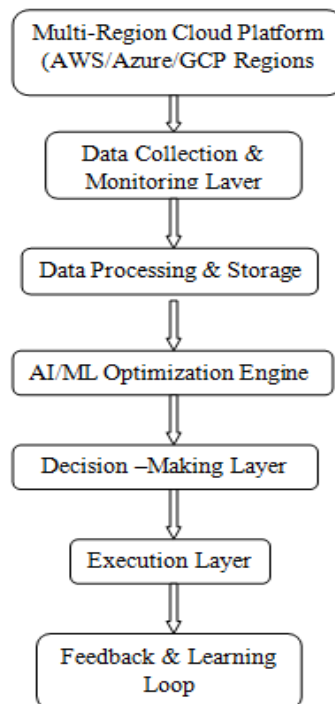 Multi-Region Cloud Platform
(AWS/Azure/GCP Regions
Data Collection &
Monitoring Layer
Data Processing & Storage
AI/ML Optimization Engine
Decision –Making Layer
Execution Layer
Feedback & Learning
Loop